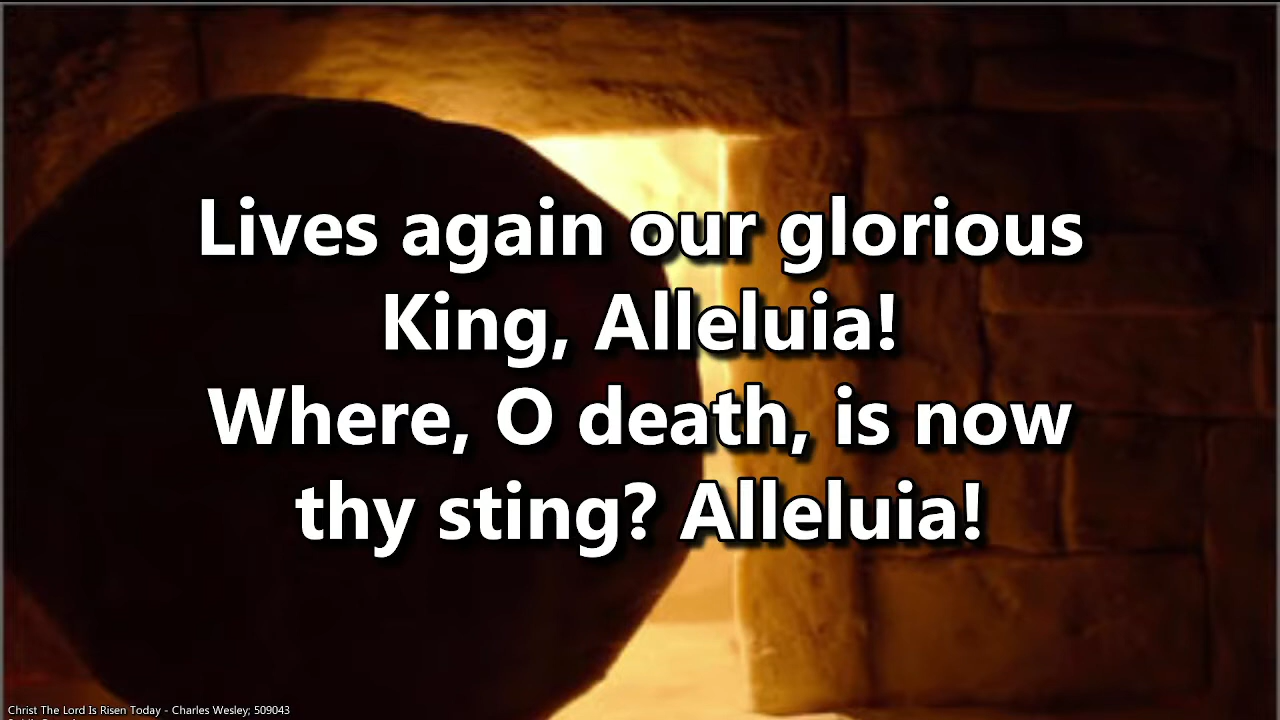 Lives again our glorious
King, Alleluia!
Where, O death, is now
thy sting? Alleluia!
Christ The Lord Is Risen Today - Charles Wesley; 509043